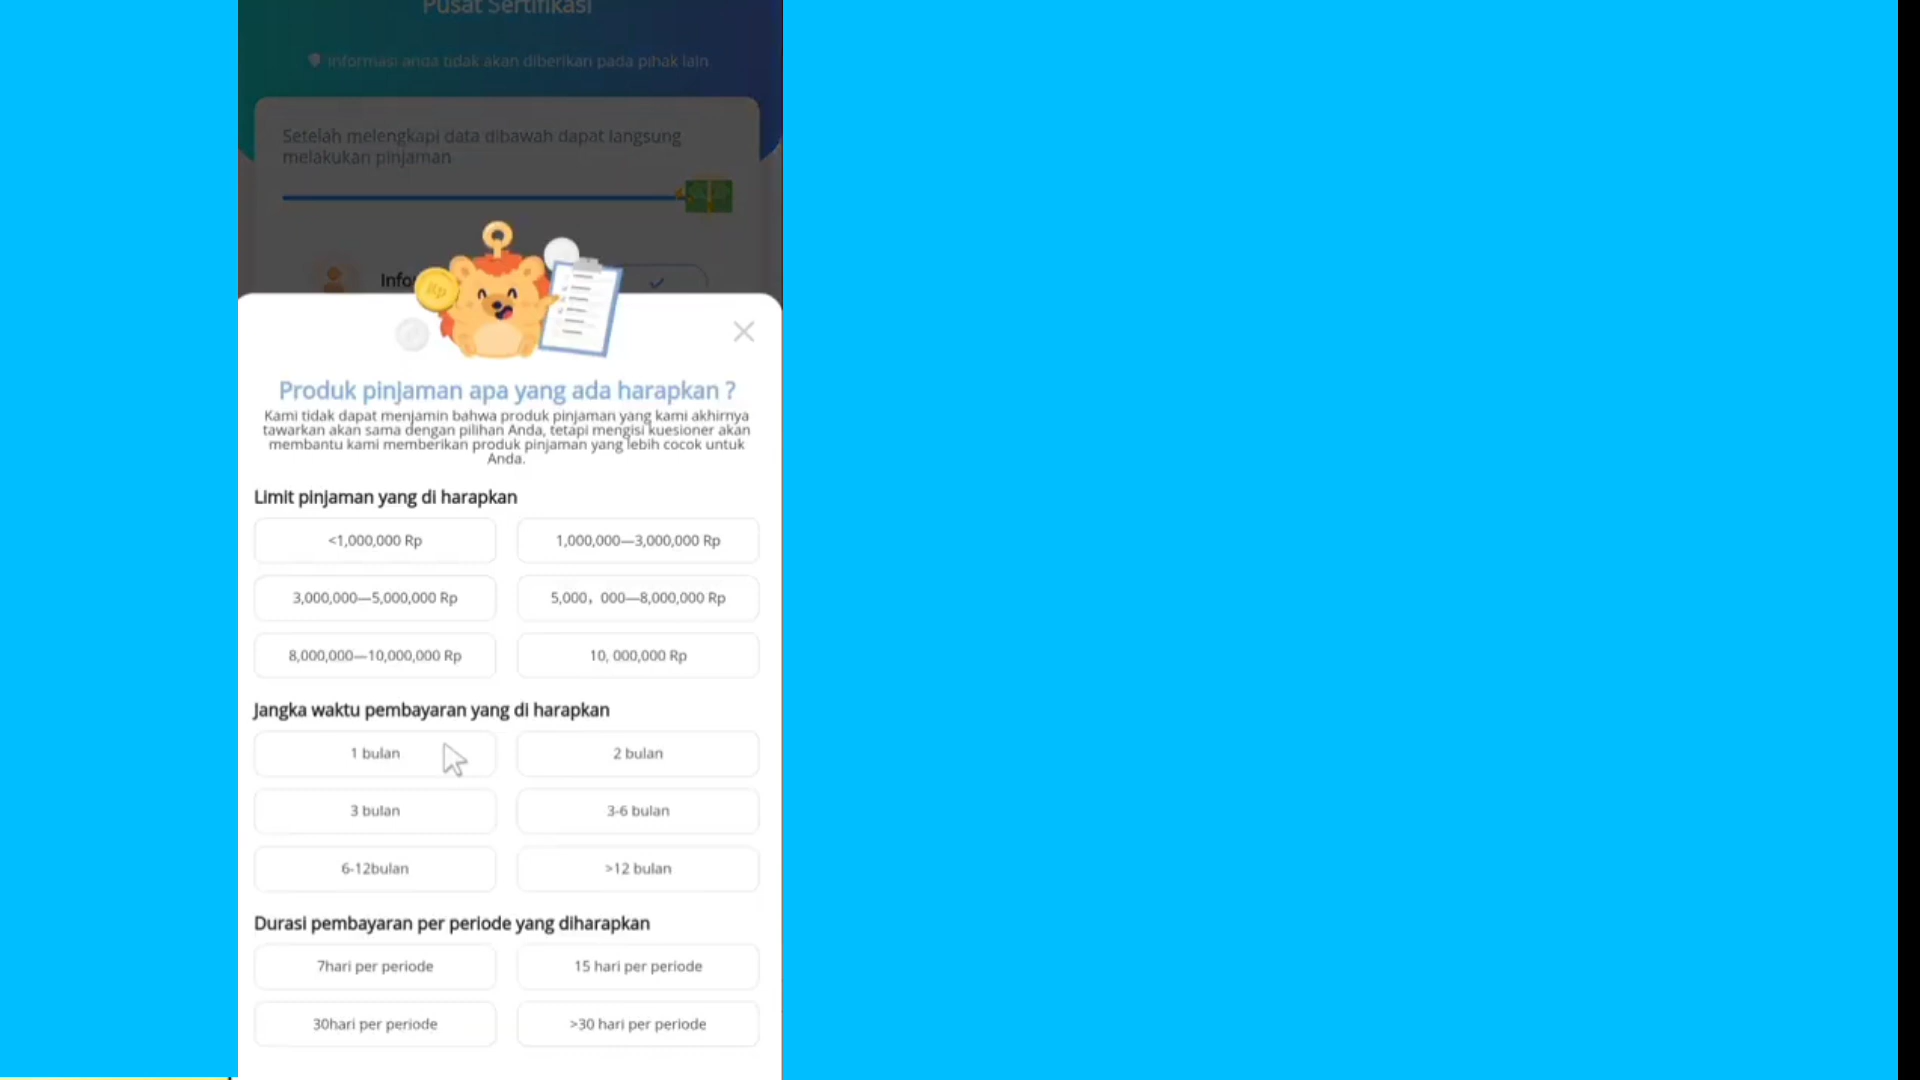 Pusat Sertifikasi
Informasi anda tidak akan diberikan pada pihak lain
Setelah melengkapi data dibawah dapat langsung
melakukan pinjaman
Info
Produk pinjaman apa yang ada harapkan ?
Kami tidak dapat menjamin bahwa produk pinjaman yang kami akhirnya
tawarkan akan sama dengan pilihan Anda, tetapi mengisi kuesioner akan
membantu kami memberikan produk pinjaman yang lebih cocok untuk
Anda.
Limit pinjaman yang di harapkan
<1,000,000 Rp
1,000,000—3,000,000 Rp
3,000,000—5,000,000 Rp
5,000，000—8,000,000 Rp
8,000,000—10,000,000 Rp
10, 000,000 Rp
Jangka waktu pembayaran yang di harapkan
1 bulan
2 bulan
3 bulan
3-6 bulan
6-12bulan
>12 bulan
Durasi pembayaran per periode yang diharapkan
7hari per periode
15 hari per periode
30hari per periode
>30 hari per periode